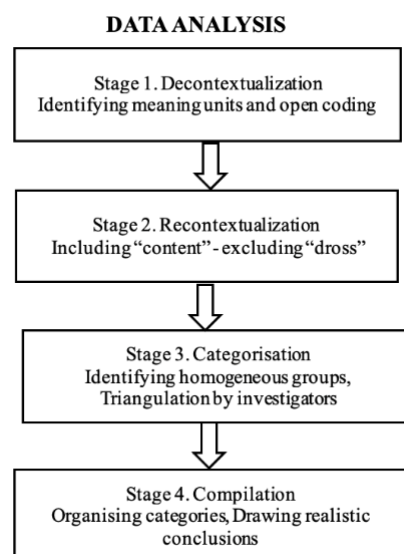 DATA ANALYSIS
Stage 1. Decontextualization
Identifying meaning units and open coding
Stage 2. Recontextualization
Including “content” - excluding “dross”
Stage 3. Categorisation
Identifying homogeneous groups,
Triangulation by investigators
Stage 4. Compilation
Organising categories, Drawing realistic
conclusions